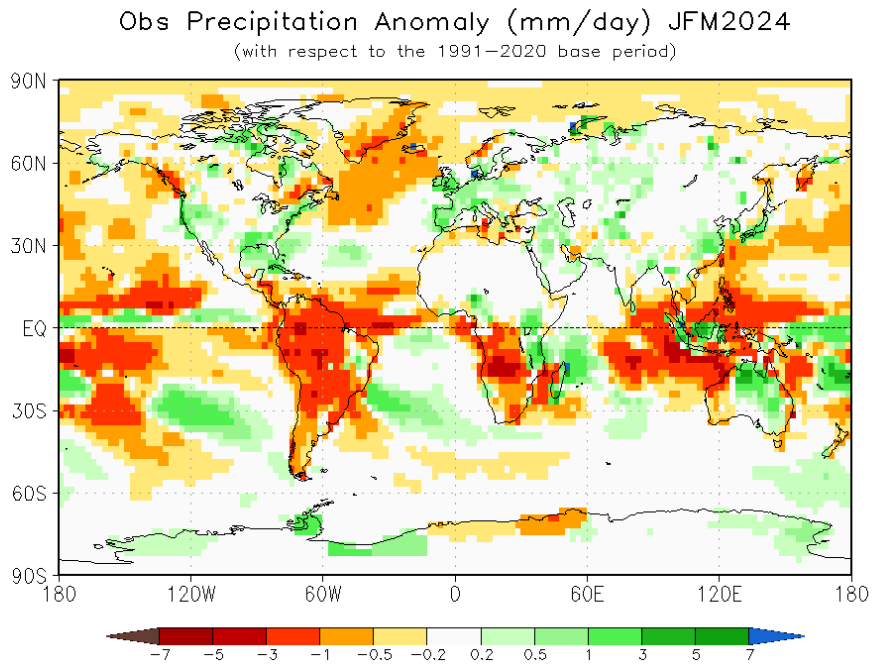 Obs Precipitation Anomaly (mm/day) JFM2024
(with respect to the 1991−2020 base period)
90N
60N
30N
EQ
30S
60S
90S
180 120W 60W 0 60E 120E 180
−7 −5 −3 −1 −0.5 −0.2 0.2 0.5 1 3 5 7